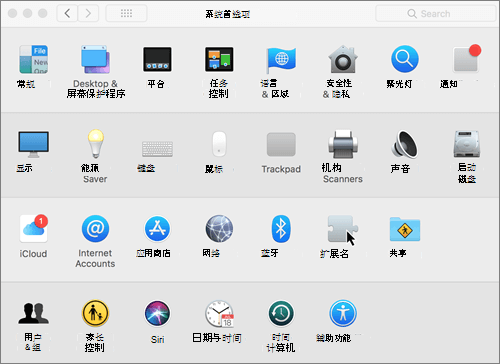 系统首选项
Search
File
New
Ope
常规
Desktop &
屏幕保护程序
平台
任务
控制
语言
& 区域
安全性
& 隐私
聚光灯
通知
显示
能源
Saver
键盘
鼠标
Trackpad
机构
Scanners
声音
启动
磁盘
1
iCloud
Internet
Accounts
应用商店
网络
蓝牙
扩展名
共享
用户
& 组
家长
控制
Siri
18
日期与时间
时间
计算机
辅助功能